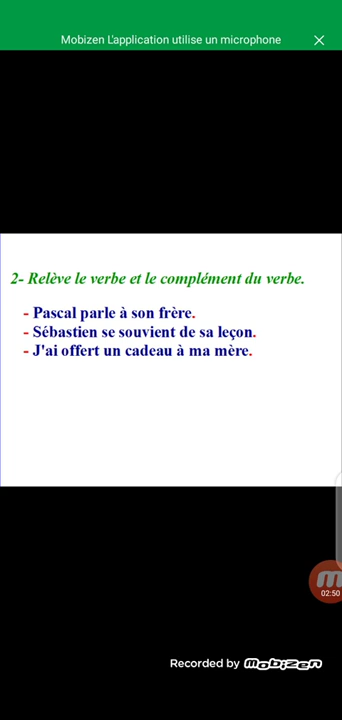 Mobizen L'application utilise un microphone
2- Relève le verbe et le complément du verbe.
- Pascal parle à son frère.
- Sébastien se souvient de sa leçon.
- J'ai offert un cadeau à ma mère.
02:50
Recorded by mobizen